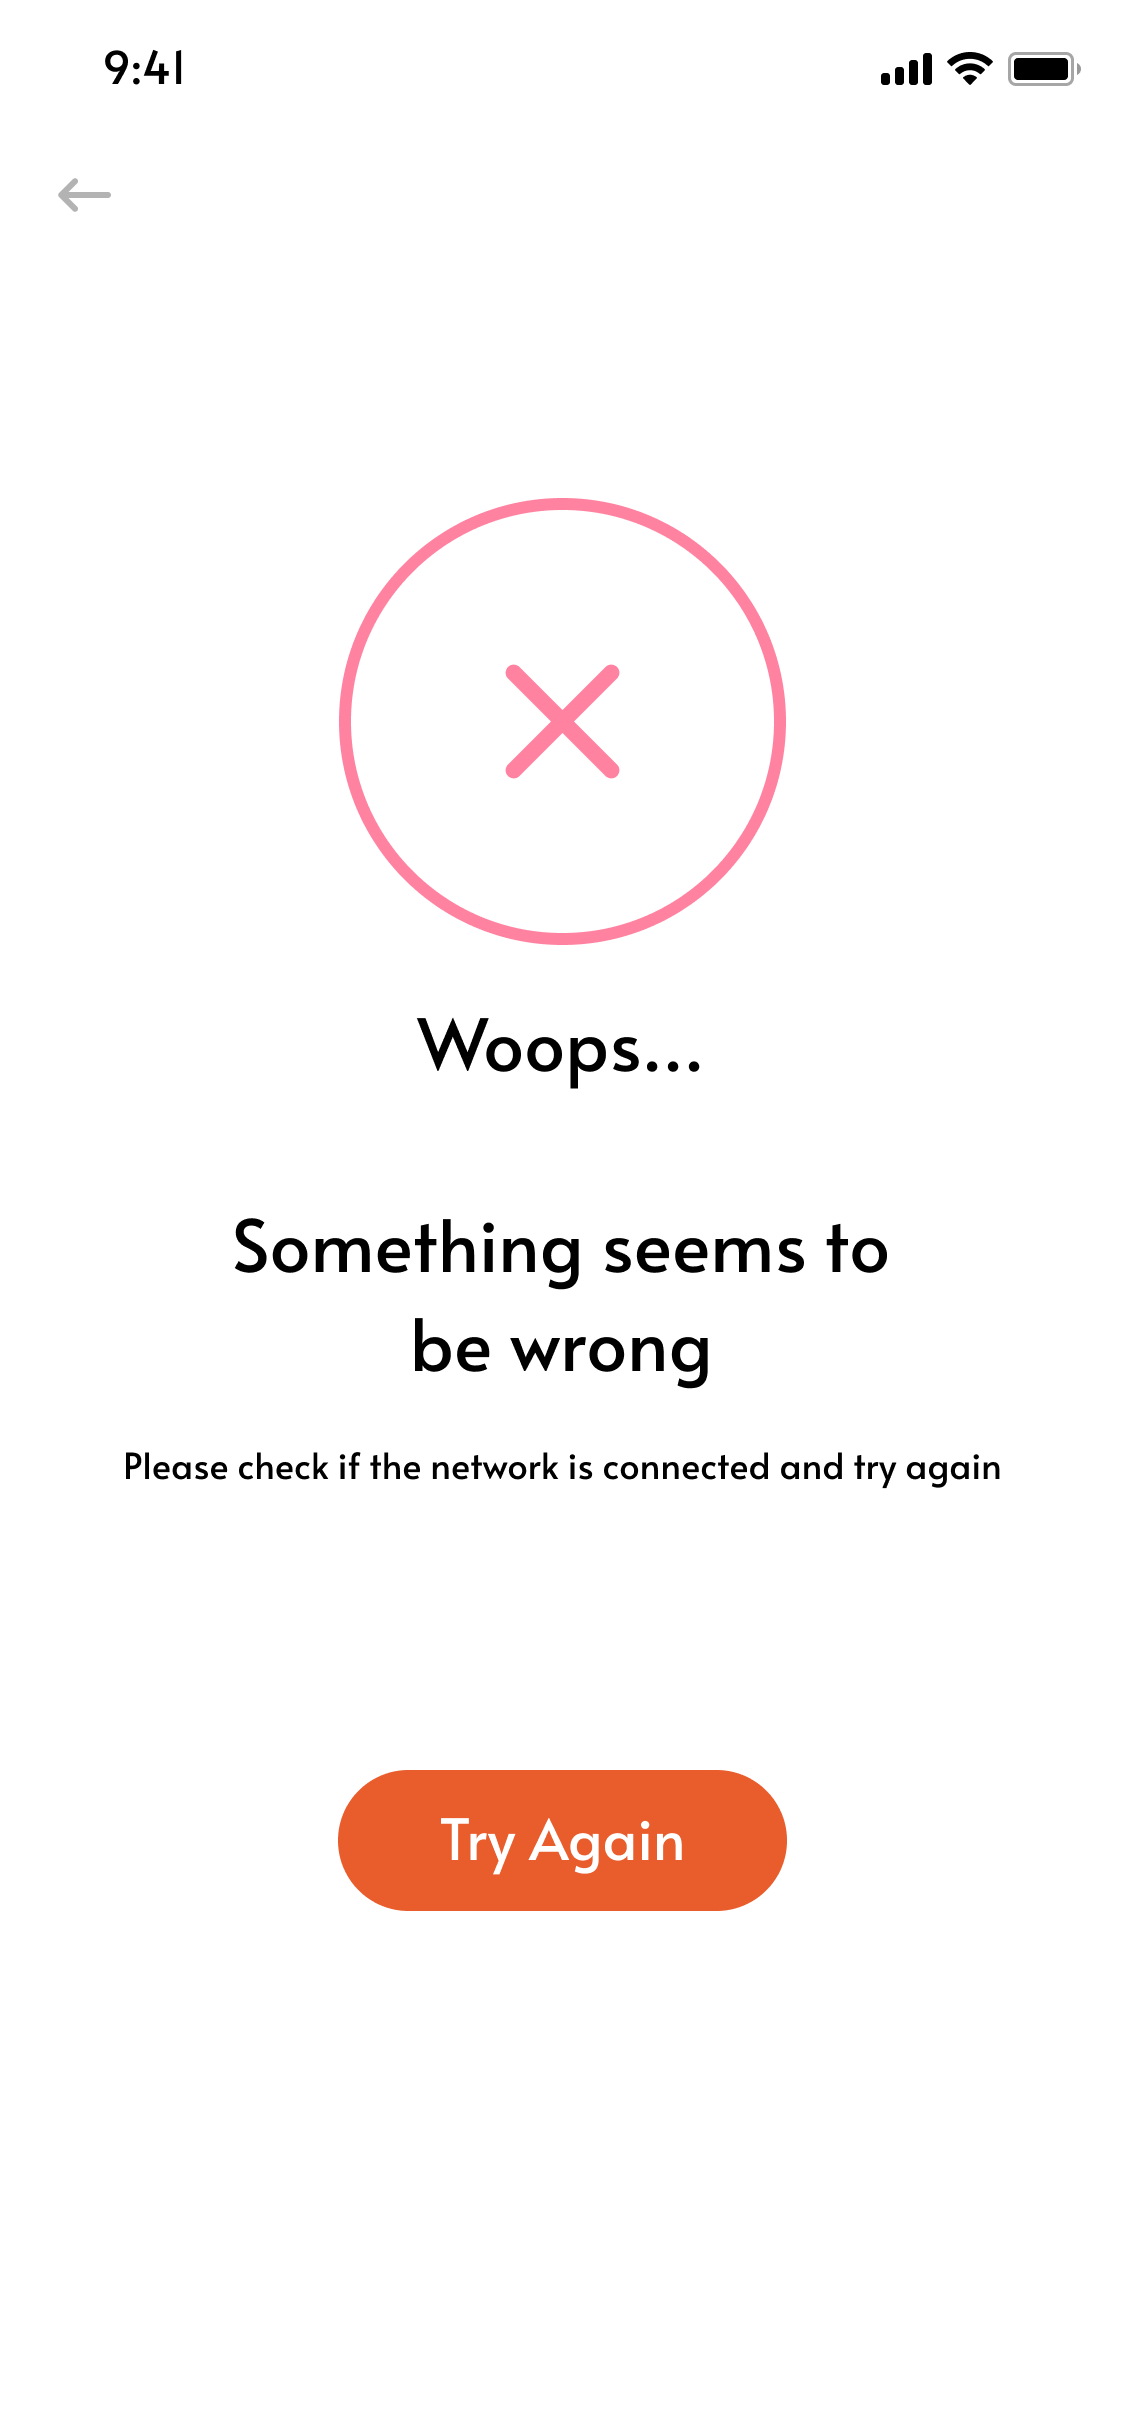 9:41
Woops...
Something seems to
be wrong
Please check if the network is connected and try again
Try Again